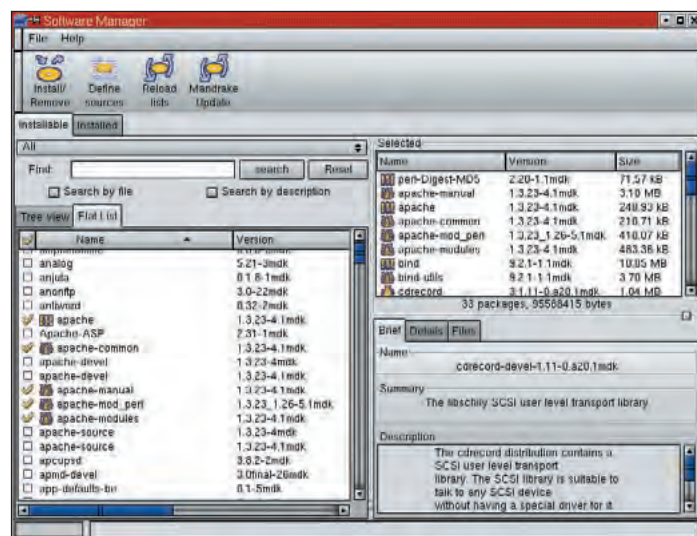 Software Manager
File Help
Install/ Remove
Define sources
Reload lists
Mandrake Update
Installable Installed
All
Find: search Reset
Search by file Search by description
Tree view Flat List
Name Version
analog 5.21-3mdk
anjuta 0.1.8-1mdk
anonftp 3.0-22mdk
antiword 0.32-2mdk
apache 1.3.23-4.1mdk
Apache-ASP 2.31-1mdk
apache-common 1.3.23-4.1mdk
apache-devel 1.3.23-4mdk
apache-devel 1.3.23-4.1mdk
apache-manual 1.3.23-4.1mdk
apache-mod_perl 1.3.23_1.26-5.1mdk
apache-modules 1.3.23-4.1mdk
apache-source 1.3.23-4mdk
apache-source 1.3.23-4.1mdk
apcupsd 3.8.2-2mdk
apmd-devel 3.0final-26mdk
app-defaults-be 0.1-5mdk
Selected
Name Version Size
perl-Digest-MD5 2.20-1.1mdk 71.57 kB
apache-manual 1.3.23-4.1mdk 3.10 MB
apache 1.3.23-4.1mdk 248.93 kB
apache-common 1.3.23-4.1mdk 216.71 kB
apache-mod_perl 1.3.23_1.26-5.1mdk 416.07 kB
apache-modules 1.3.23-4.1mdk 483.36 kB
bind 9.2.1-1.1mdk 10.05 MB
bind-utils 9.2.1-1.1mdk 3.70 MB
cdrecord 1.04 MB
33 packages, 95568415 bytes
Brief Details Files
Name
cdrecord-devel-1.11-0.a20.1mdk
Summary
The libschily SCSI user level transport library
Description
The cdrecord distribution contains a
SCSI user level transport
library. The SCSI library is suitable to
talk to any SCSI device
without having a special driver for it.